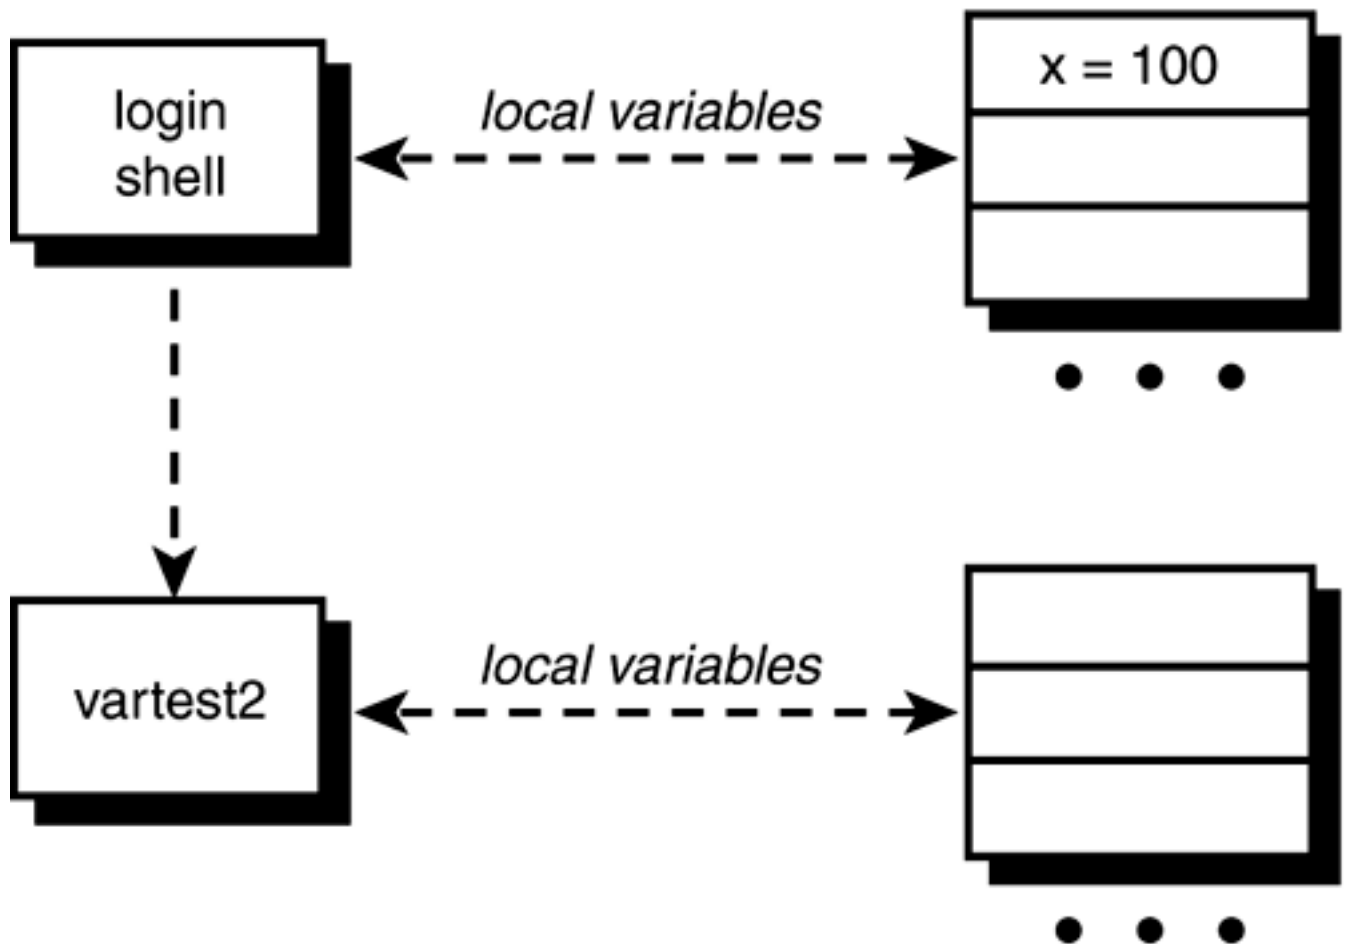 login
shell
local variables
x = 100
vartest2
local variables